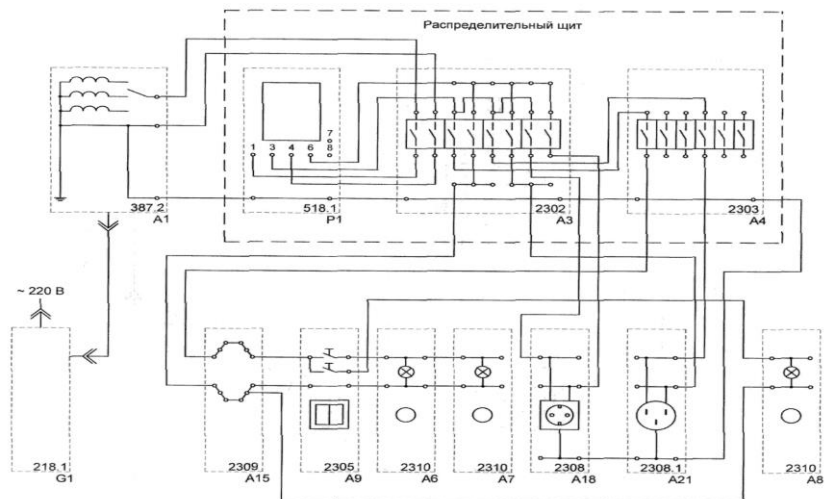 Распределительный щит
7
1 3 4 6 8
387.2
A1
518.1
P1
2302
A3
2303
A4
~ 220 В
218.1
G1
2309
A15
2305
A9
2310
A6
2310
A7
2308
A18
2308.1
A21
2310
A8